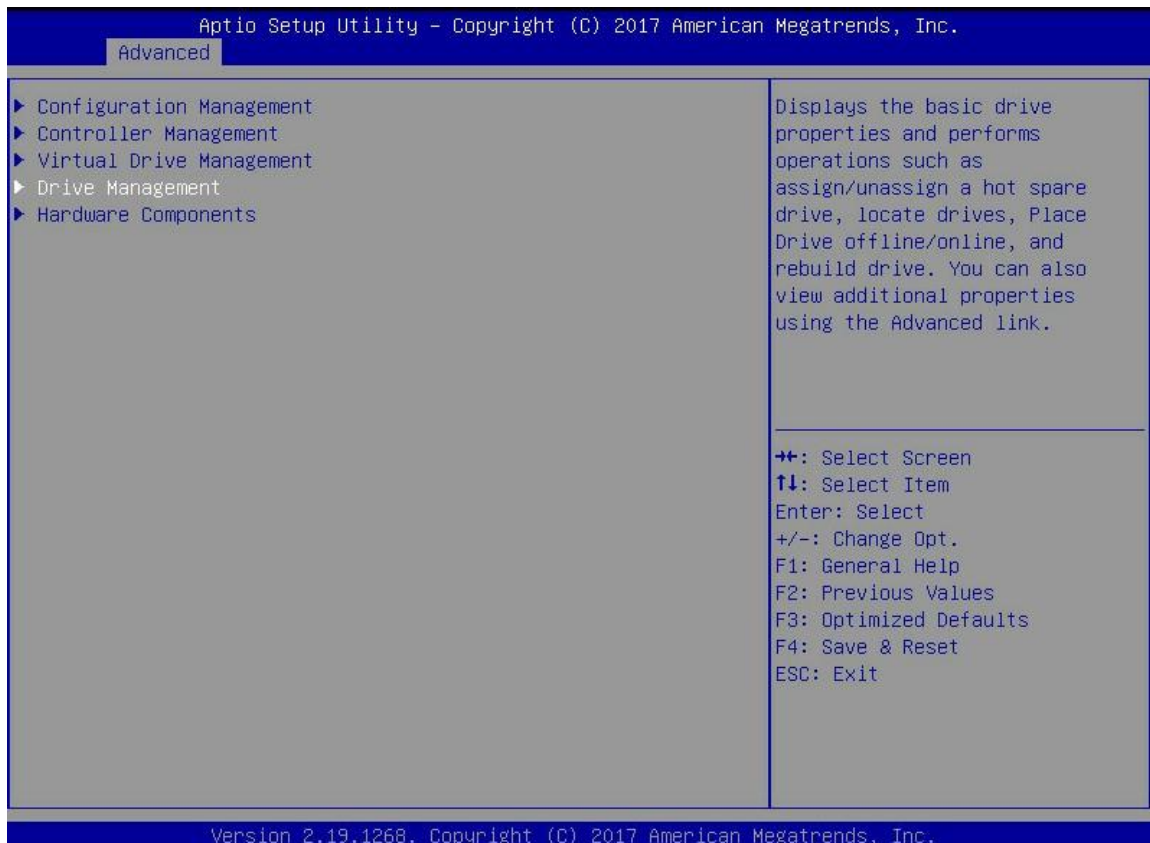 Aptio Setup Utility – Copyright (C) 2017 American Megatrends, Inc.
Advanced
▶ Configuration Management
▶ Controller Management
▶ Virtual Drive Management
▶ Drive Management
▶ Hardware Components
Displays the basic drive
properties and performs
operations such as
assign/unassign a hot spare
drive, locate drives, Place
Drive offline/online, and
rebuild drive. You can also
view additional properties
using the Advanced link.
→←: Select Screen
↑↓: Select Item
Enter: Select
+/-: Change Opt.
F1: General Help
F2: Previous Values
F3: Optimized Defaults
F4: Save & Reset
ESC: Exit
Version 2.19.1268. Copyright (C) 2017 American Megatrends, Inc.